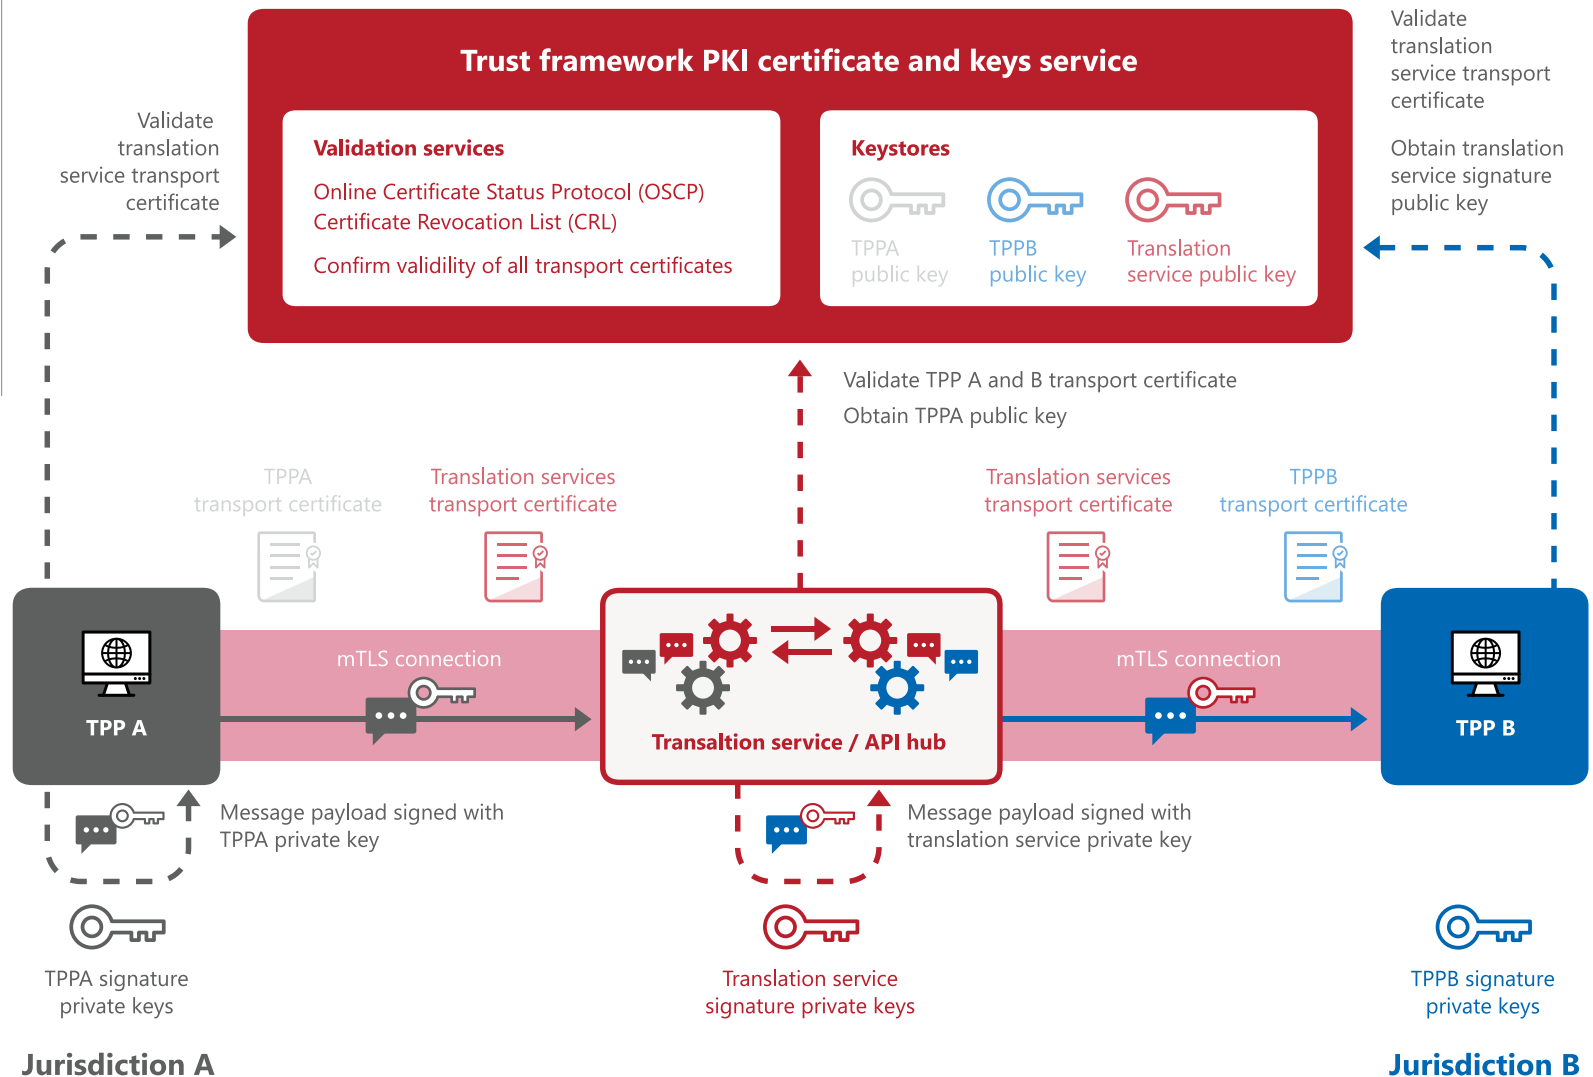 Trust framework PKI certificate and keys service
Validate
translation
service transport
certificate
Validation services
Online Certificate Status Protocol (OSCP)
Certificate Revocation List (CRL)
Confirm validility of all transport certificates
Keystores
TPPA
public key
TPPB
public key
Translation
service public key
Validate
translation
service transport
certificate
Obtain translation
service signature
public key
Validate TPP A and B transport certificate
Obtain TPPA public key
TPPA
transport certificate
Translation services
transport certificate
Translation services
transport certificate
TPPB
transport certificate
TPP A
mTLS connection
Transaltion service / API hub
mTLS connection
TPP B
Message payload signed with
TPPA private key
Message payload signed with
translation service private key
TPPA signature
private keys
Translation service
signature private keys
TPPB signature
private keys
Jurisdiction A
Jurisdiction B